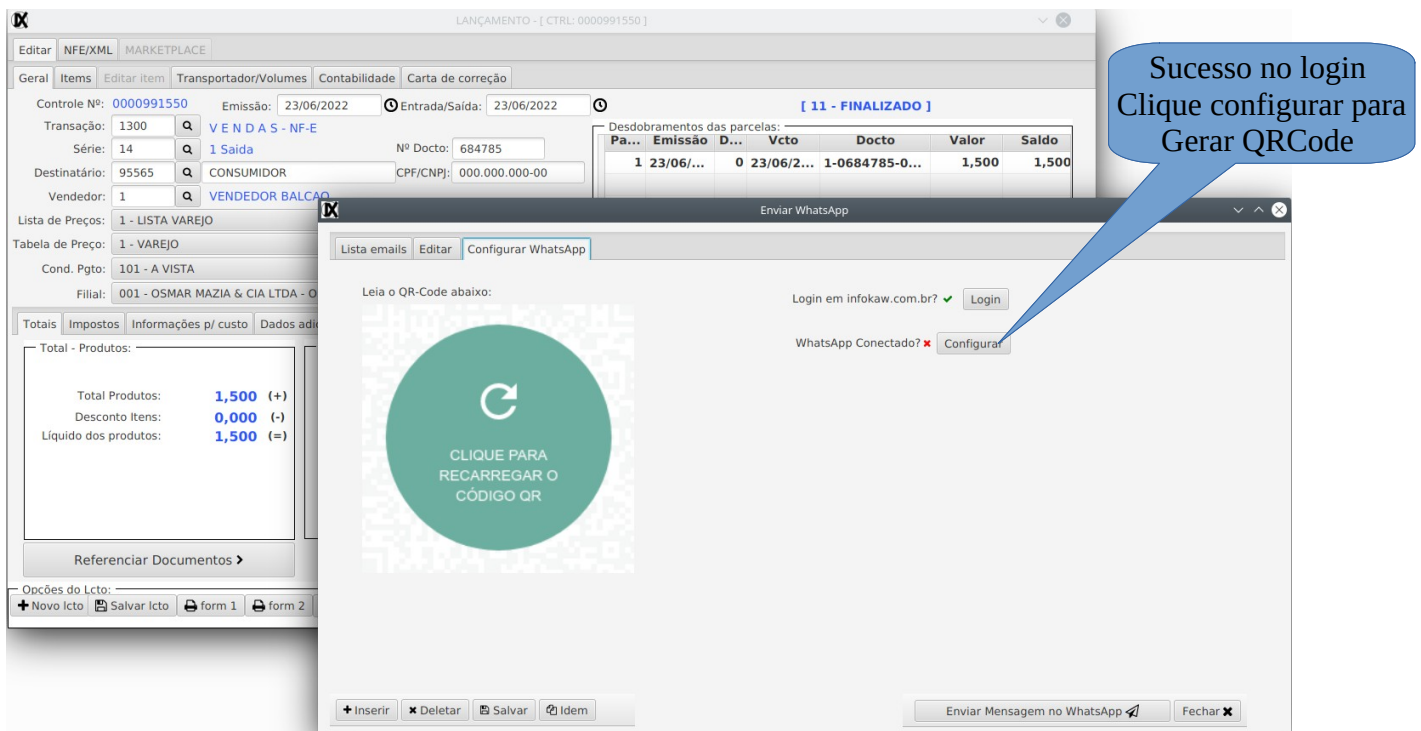 LANÇAMENTO - [ CTRL: 0000991550 ]
Editar NFE/XML MARKETPLACE
Geral Items Editar item Transportador/Volumes Contabilidade Carta de correção
Controle Nº: 0000991550 Emissão: 23/06/2022 Entrada/Saída: 23/06/2022 [ 11 - FINALIZADO ]
Transação: 1300 V E N D A S - NF-E
Série: 14 1 Saida Nº Docto: 684785
Destinatário: 95565 CONSUMIDOR CPF/CNPJ: 000.000.000-00
Vendedor: 1 VENDEDOR BALCAO
Lista de Preços: 1 - LISTA VAREJO
Tabela de Preço: 1 - VAREJO
Cond. Pgto: 101 - A VISTA
Filial: 001 - OSMAR MAZIA & CIA LTDA - O
Desdobramentos das parcelas:
Pa... Emissão D... Vcto Docto Valor Saldo
1 23/06/... 0 23/06/2... 1-0684785-0... 1,500 1,500
Totais Impostos Informações p/ custo Dados adi
Total - Produtos:
Total Produtos: 1,500 (+)
Desconto Itens: 0,000 (-)
Líquido dos produtos: 1,500 (=)
Referenciar Documentos
Opções do Lcto:
Novo lcto Salvar lcto form 1 form 2
Sucesso no login
Clique configurar para
Gerar QRCode
Enviar WhatsApp
Lista emails Editar Configurar WhatsApp
Leia o QR-Code abaixo:
CLIQUE PARA
RECARREGAR O
CÓDIGO QR
Login em infokaw.com.br? Login
WhatsApp Conectado? Configurar
Inserir Deletar Salvar Idem
Enviar Mensagem no WhatsApp Fechar